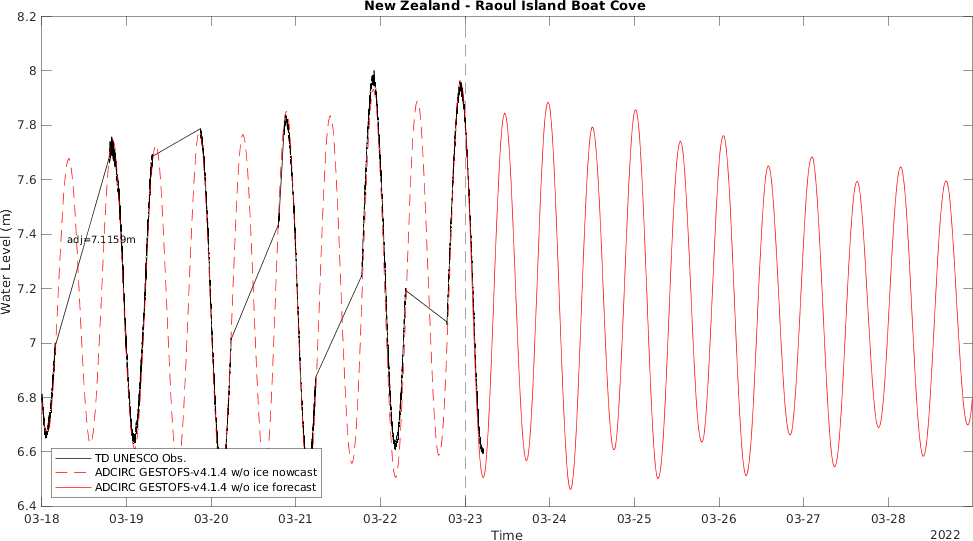 New Zealand - Raoul Island Boat Cove
Water Level (m)
8.2
8
7.8
7.6
7.4
7.2
7
6.8
6.6
6.4
adj=7.1159m
TD UNESCO Obs.
ADCIRC GESTOFS-v4.1.4 w/o ice nowcast
ADCIRC GESTOFS-v4.1.4 w/o ice forecast
03-18 03-19 03-20 03-21 03-22 03-23 03-24 03-25 03-26 03-27 03-28
Time
2022